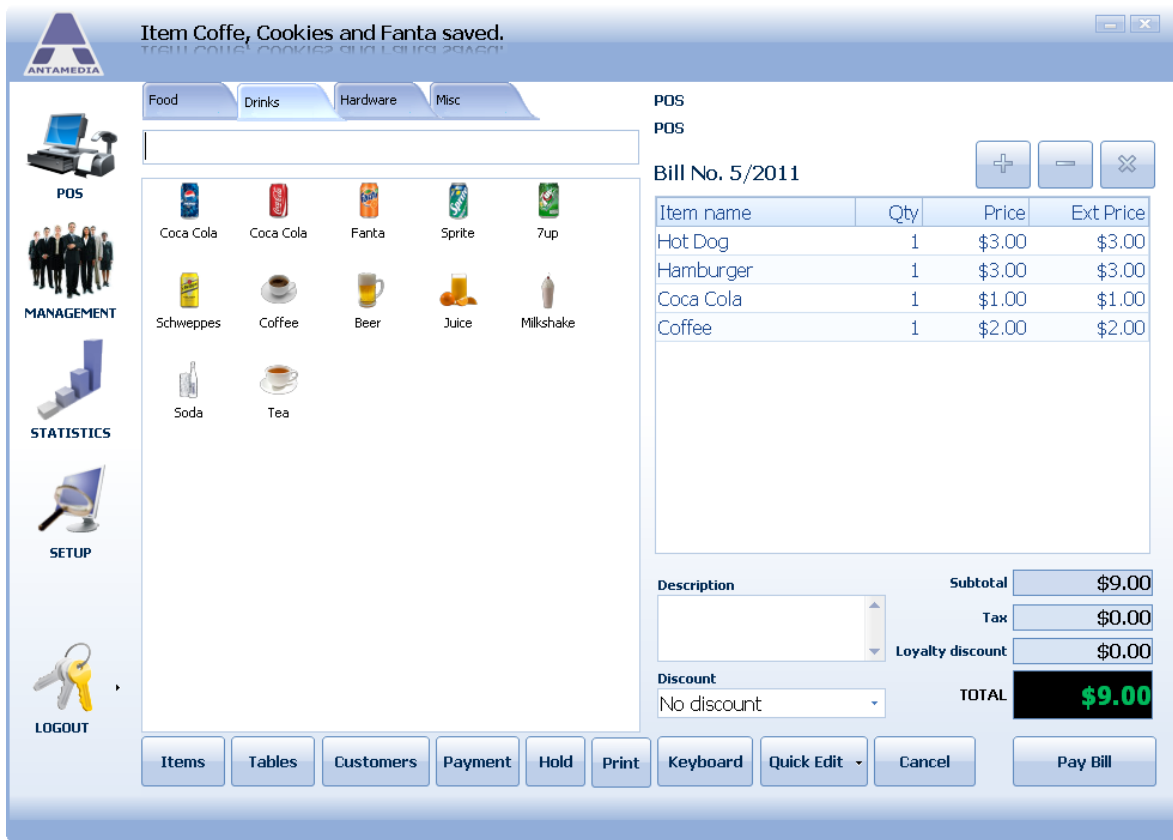 Item Coffe, Cookies and Fanta saved.
ANTAMEDIA
Food Drinks Hardware Misc
POS
POS
POS
MANAGEMENT
STATISTICS
SETUP
LOGOUT
Coca Cola Coca Cola Fanta Sprite 7up
Schweppes Coffee Beer Juice Milkshake
Soda Tea
Bill No. 5/2011
Item name Qty Price Ext Price
Hot Dog 1 $3.00 $3.00
Hamburger 1 $3.00 $3.00
Coca Cola 1 $1.00 $1.00
Coffee 1 $2.00 $2.00
Description
Subtotal $9.00
Tax $0.00
Loyalty discount $0.00
Discount
No discount
TOTAL $9.00
Items Tables Customers Payment Hold Print Keyboard Quick Edit Cancel Pay Bill